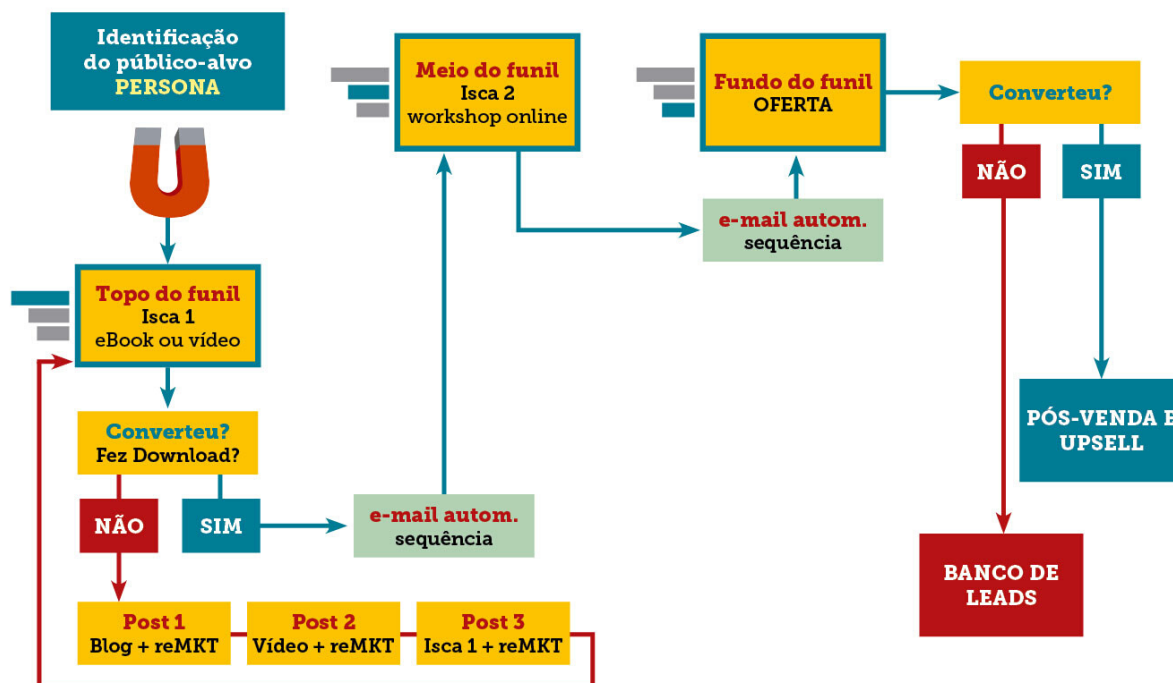 Identificação
do público-alvo
PERSONA
Topo do funil
Isca 1
eBook ou vídeo
Converteu?
Fez Download?
NÃO
SIM
Post 1
Blog + reMKT
Post 2
Vídeo + reMKT
Post 3
Isca 1 + reMKT
e-mail autom.
sequência
Meio do funil
Isca 2
workshop online
e-mail autom.
sequência
Fundo do funil
OFERTA
Converteu?
NÃO
SIM
PÓS-VENDA E
UPSELL
BANCO DE
LEADS